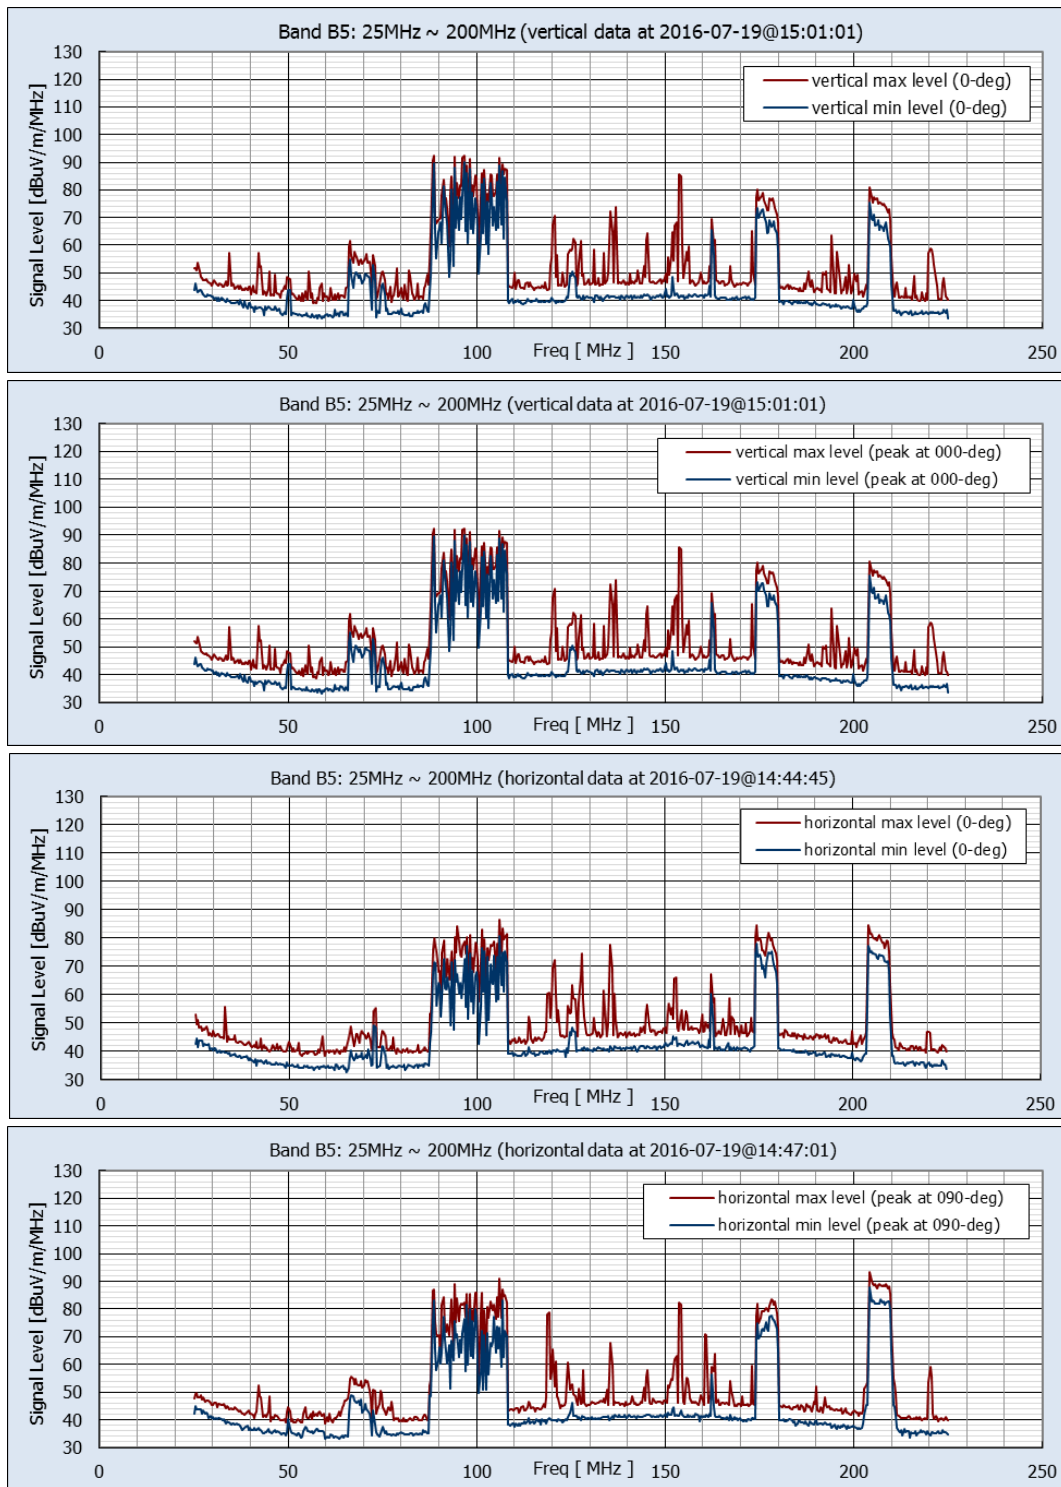 Band B5: 25MHz ~ 200MHz (vertical data at 2016-07-19@15:01:01)
130
120
110
100
90
80
70
60
50
40
30
Signal Level [dBuV/m/MHz]
vertical max level (0-deg)
vertical min level (0-deg)
0 50 100 150 200 250
Freq [ MHz ]
Band B5: 25MHz ~ 200MHz (vertical data at 2016-07-19@15:01:01)
130
120
110
100
90
80
70
60
50
40
30
Signal Level [dBuV/m/MHz]
vertical max level (peak at 000-deg)
vertical min level (peak at 000-deg)
0 50 100 150 200 250
Freq [ MHz ]
Band B5: 25MHz ~ 200MHz (horizontal data at 2016-07-19@14:44:45)
130
120
110
100
90
80
70
60
50
40
30
Signal Level [dBuV/m/MHz]
horizontal max level (0-deg)
horizontal min level (0-deg)
0 50 100 150 200 250
Freq [ MHz ]
Band B5: 25MHz ~ 200MHz (horizontal data at 2016-07-19@14:47:01)
130
120
110
100
90
80
70
60
50
40
30
Signal Level [dBuV/m/MHz]
horizontal max level (peak at 090-deg)
horizontal min level (peak at 090-deg)
0 50 100 150 200 250
Freq [ MHz ]